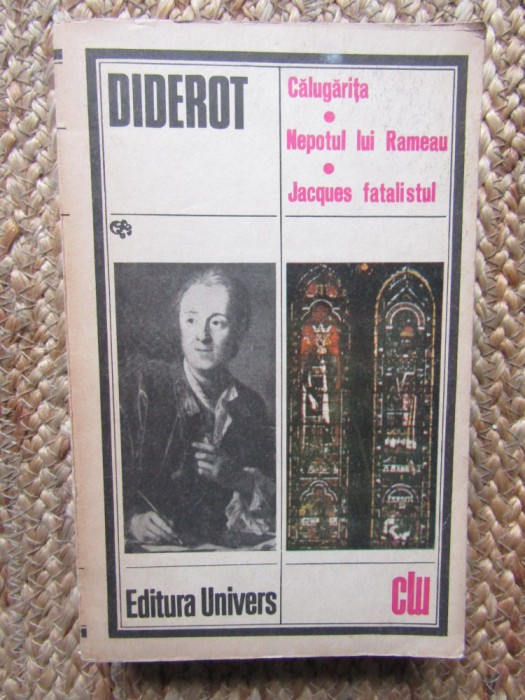 DIDEROT
Călugărița
Nepotul lui Rameau
Jacques fatalistul
Editura Univers
clu